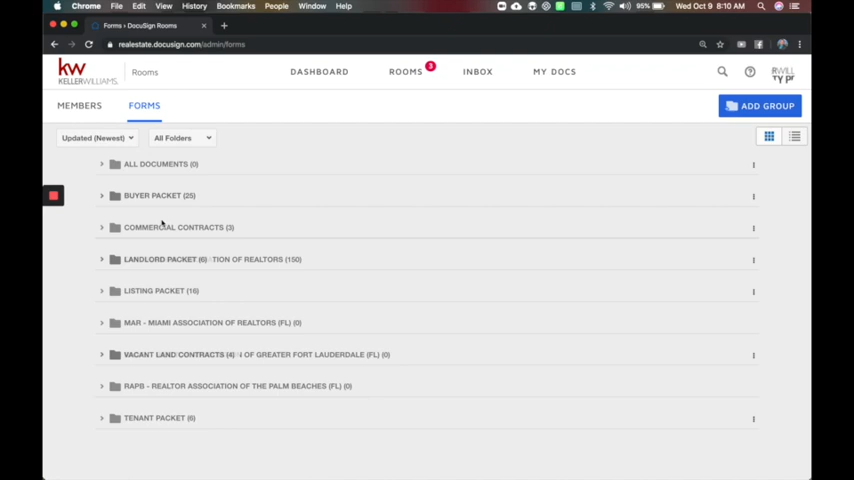 Chrome File Edit View History Bookmarks People Window Help 95% Wed Oct 9 8:10 AM
Forms › DocuSign Rooms
realestate.docusign.com/admin/forms
kw KELLERWILLIAMS. Rooms DASHBOARD ROOMS 3 INBOX MY DOCS
MEMBERS FORMS ADD GROUP
Updated (Newest) All Folders
ALL DOCUMENTS (0)
BUYER PACKET (25)
COMMERCIAL CONTRACTS (3)
LANDLORD PACKET (6) TION OF REALTORS (150)
LISTING PACKET (16)
MAR - MIAMI ASSOCIATION OF REALTORS (FL) (0)
VACANT LAND CONTRACTS (4) OF GREATER FORT LAUDERDALE (FL) (0)
RAPB - REALTOR ASSOCIATION OF THE PALM BEACHES (FL) (0)
TENANT PACKET (6)